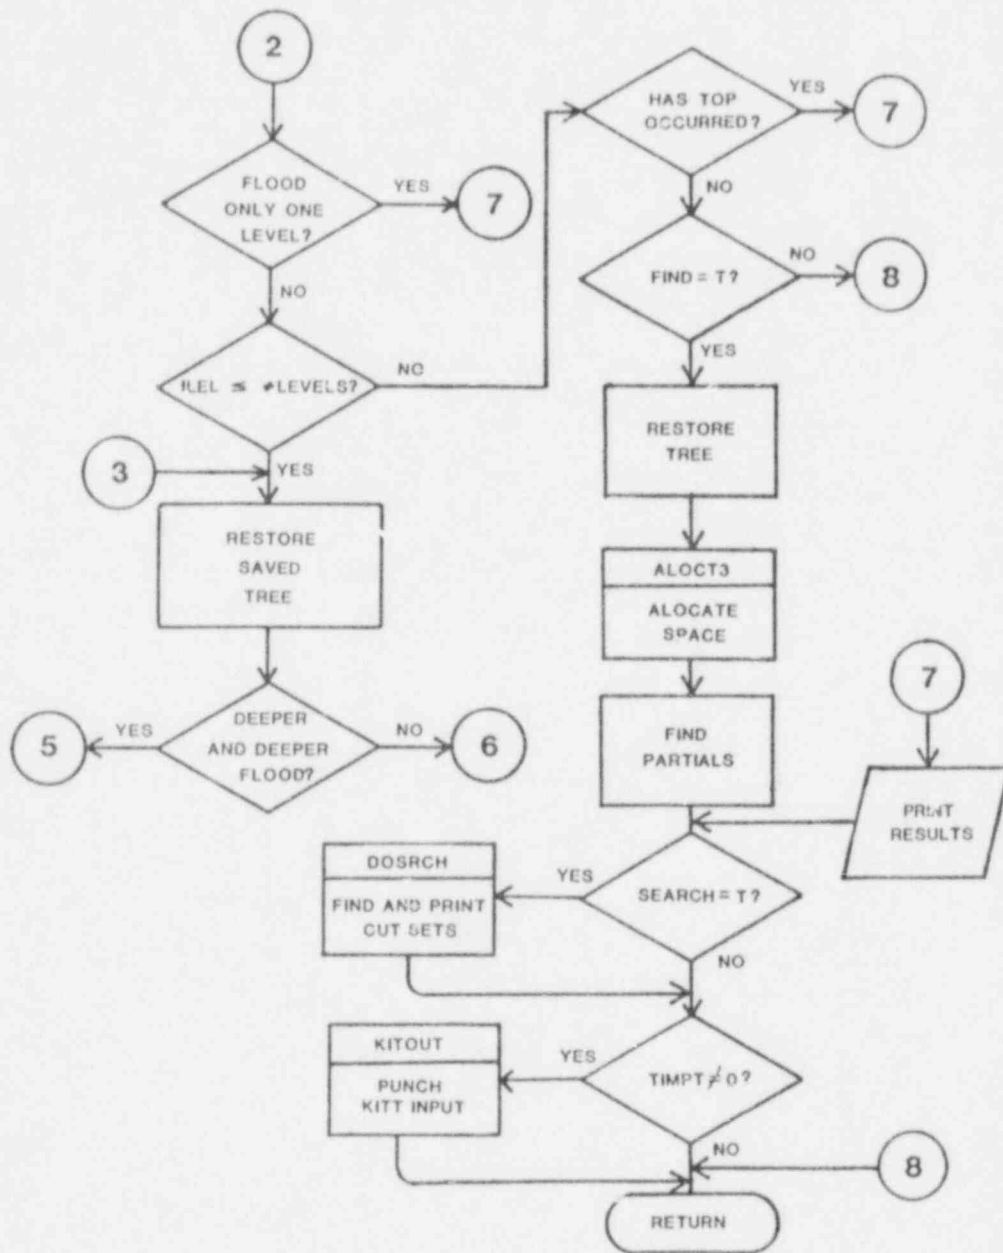 2
FLOOD
ONLY ONE
LEVEL?
YES
7
NO
ILEL ≤ ≠LEVELS?
NO
3
YES
RESTORE
SAVED
TREE
DEEPER
AND DEEPER
FLOOD?
YES
5
NO
6
HAS TOP
OCCURRED?
YES
7
NO
FIND = T?
NO
8
YES
RESTORE
TREE
ALOCT3
ALOCATE
SPACE
FIND
PARTIALS
7
PRINT
RESULTS
SEARCH = T?
YES
DOSRCH
FIND AND PRINT
CUT SETS
NO
TIMPT ≠ 0?
YES
KITOUT
PUNCH
KITT INPUT
NO
8
RETURN